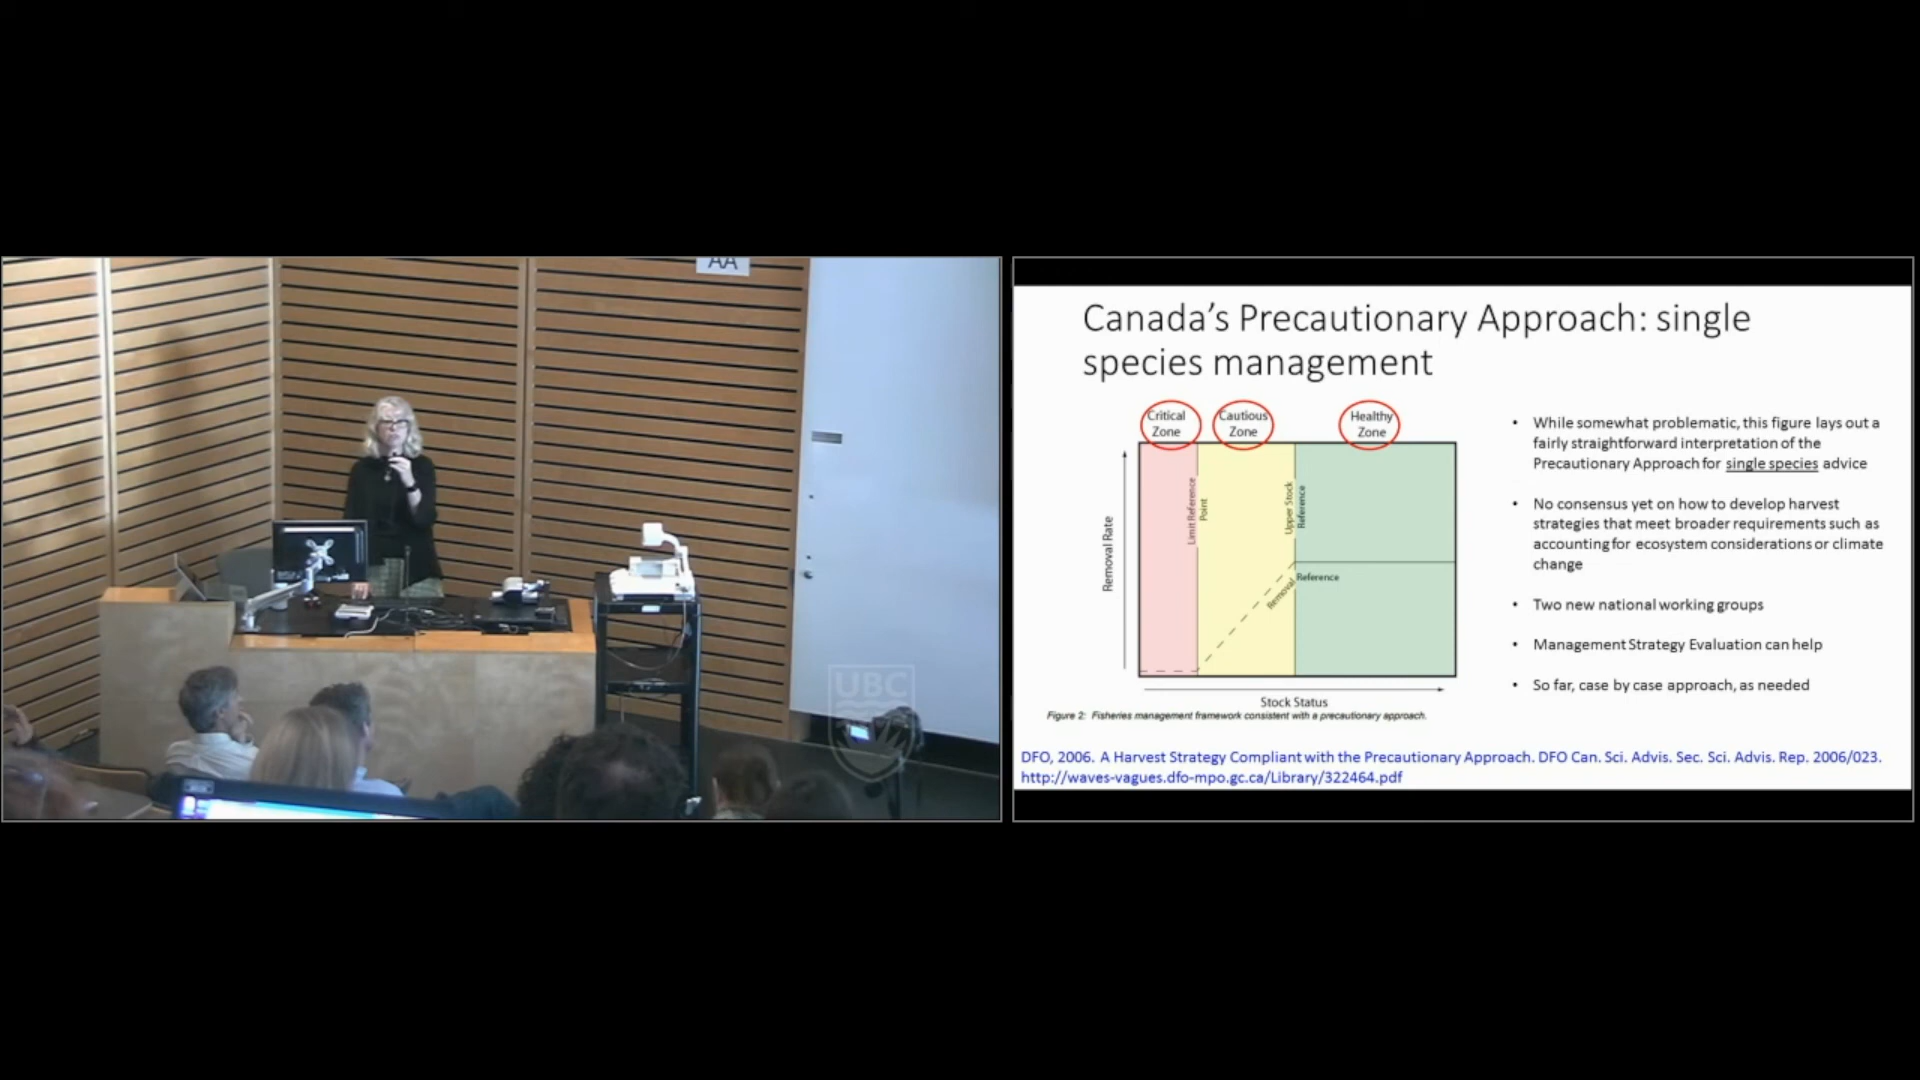 AA
UBC
Canada's Precautionary Approach: single
species management
Critical
Zone
Cautious
Zone
Healthy
Zone
Removal Rate
Limit Reference
Point
Upper Stock
Reference
Removal
Reference
Stock Status
Figure 2: Fisheries management framework consistent with a precautionary approach.
• While somewhat problematic, this figure lays out a
fairly straightforward interpretation of the
Precautionary Approach for single species advice
• No consensus yet on how to develop harvest
strategies that meet broader requirements such as
accounting for ecosystem considerations or climate
change
• Two new national working groups
• Management Strategy Evaluation can help
• So far, case by case approach, as needed
DFO, 2006. A Harvest Strategy Compliant with the Precautionary Approach. DFO Can. Sci. Advis. Sec. Sci. Advis. Rep. 2006/023.
http://waves-vagues.dfo-mpo.gc.ca/Library/322464.pdf